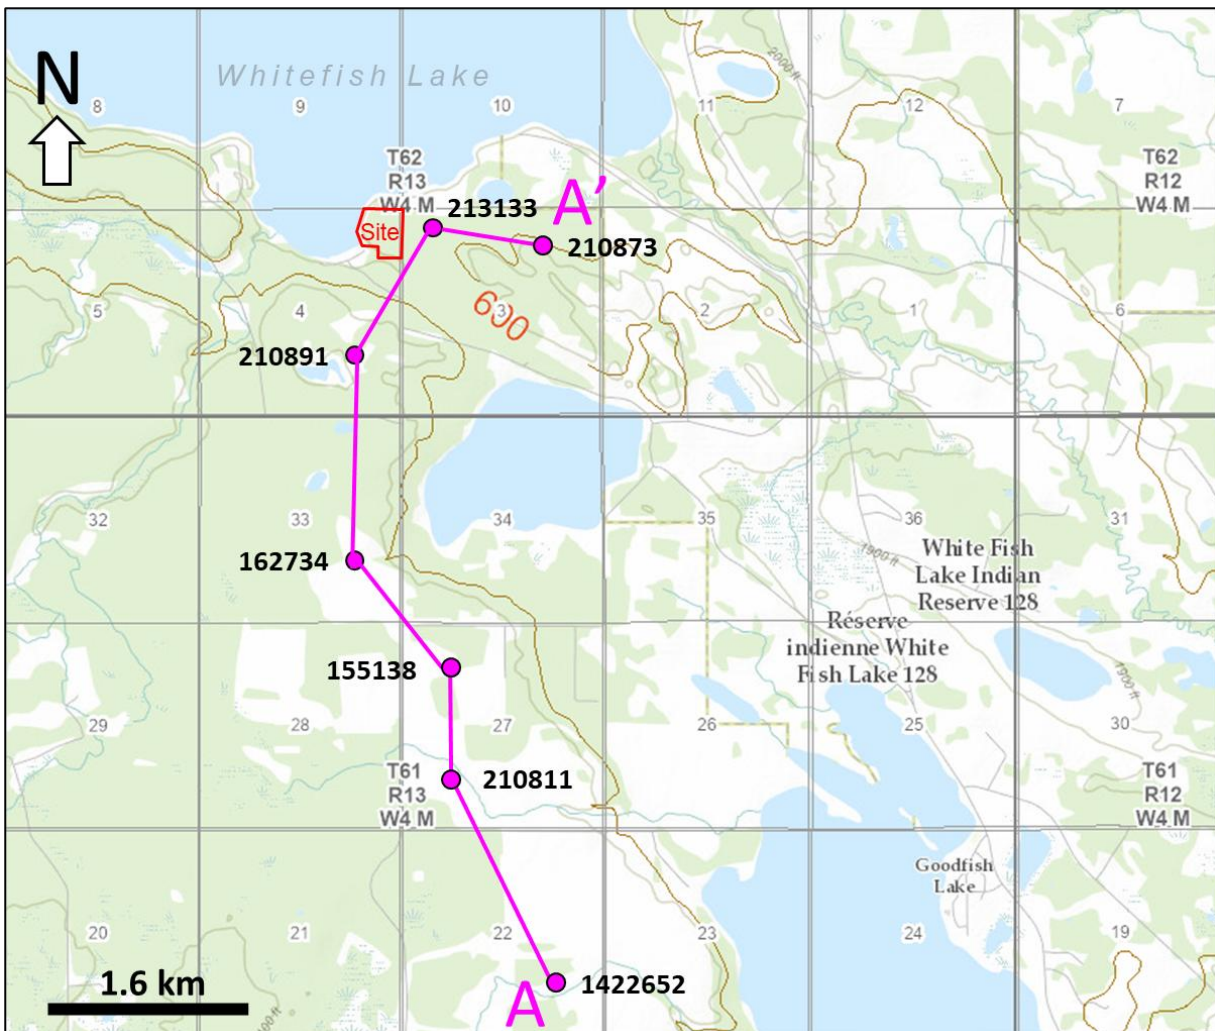 N
Whitefish Lake
8
9
10
11
12
7
2000 ft
T62
R13
W4 M
T62
R12
W4 M
A'
213133
Site
210873
5
4
3
2
1
6
600
210891
32
33
34
35
36
31
1900 ft
162734
White Fish
Lake Indian
Reserve 128
Réserve
indienne White
Fish Lake 128
155138
1900 ft
29
28
27
26
25
30
T61
R13
W4 M
210811
T61
R12
W4 M
Goodfish
Lake
20
21
22
23
24
19
1.6 km
A
1422652